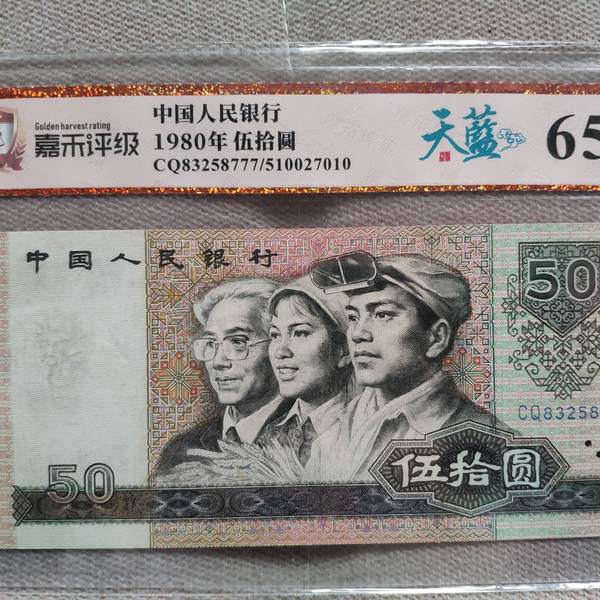 Golden harvest rating
嘉禾评级
中国人民银行
1980年 伍拾圆
CQ83258777/510027010
天藍
65
中国人民银行
50
CQ83258
50
伍拾圆